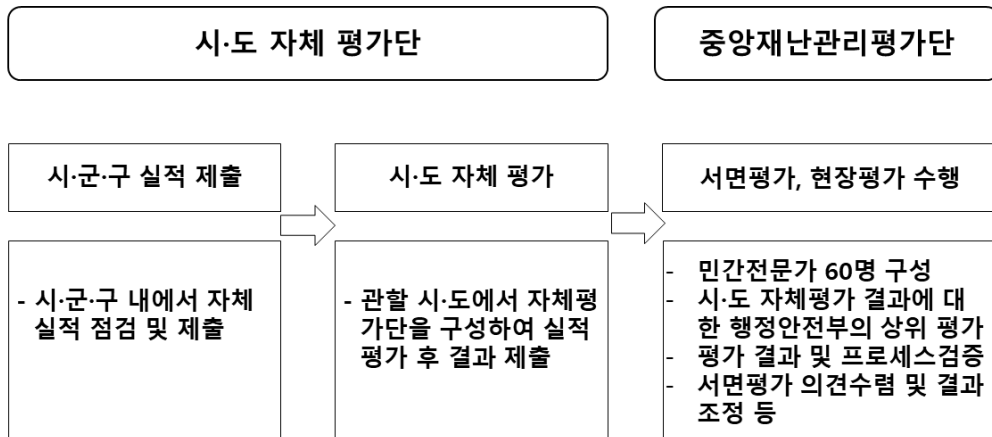 시·도 자체 평가단
중앙재난관리평가단
시·군·구 실적 제출
시·도 자체 평가
서면평가, 현장평가 수행
- 시·군·구 내에서 자체
실적 점검 및 제출
- 관할 시·도에서 자체평
가단을 구성하여 실적
평가 후 결과 제출
- 민간전문가 60명 구성
- 시·도 자체평가 결과에 대
한 행정안전부의 상위 평가
- 평가 결과 및 프로세스검증
- 서면평가 의견수렴 및 결과
조정 등